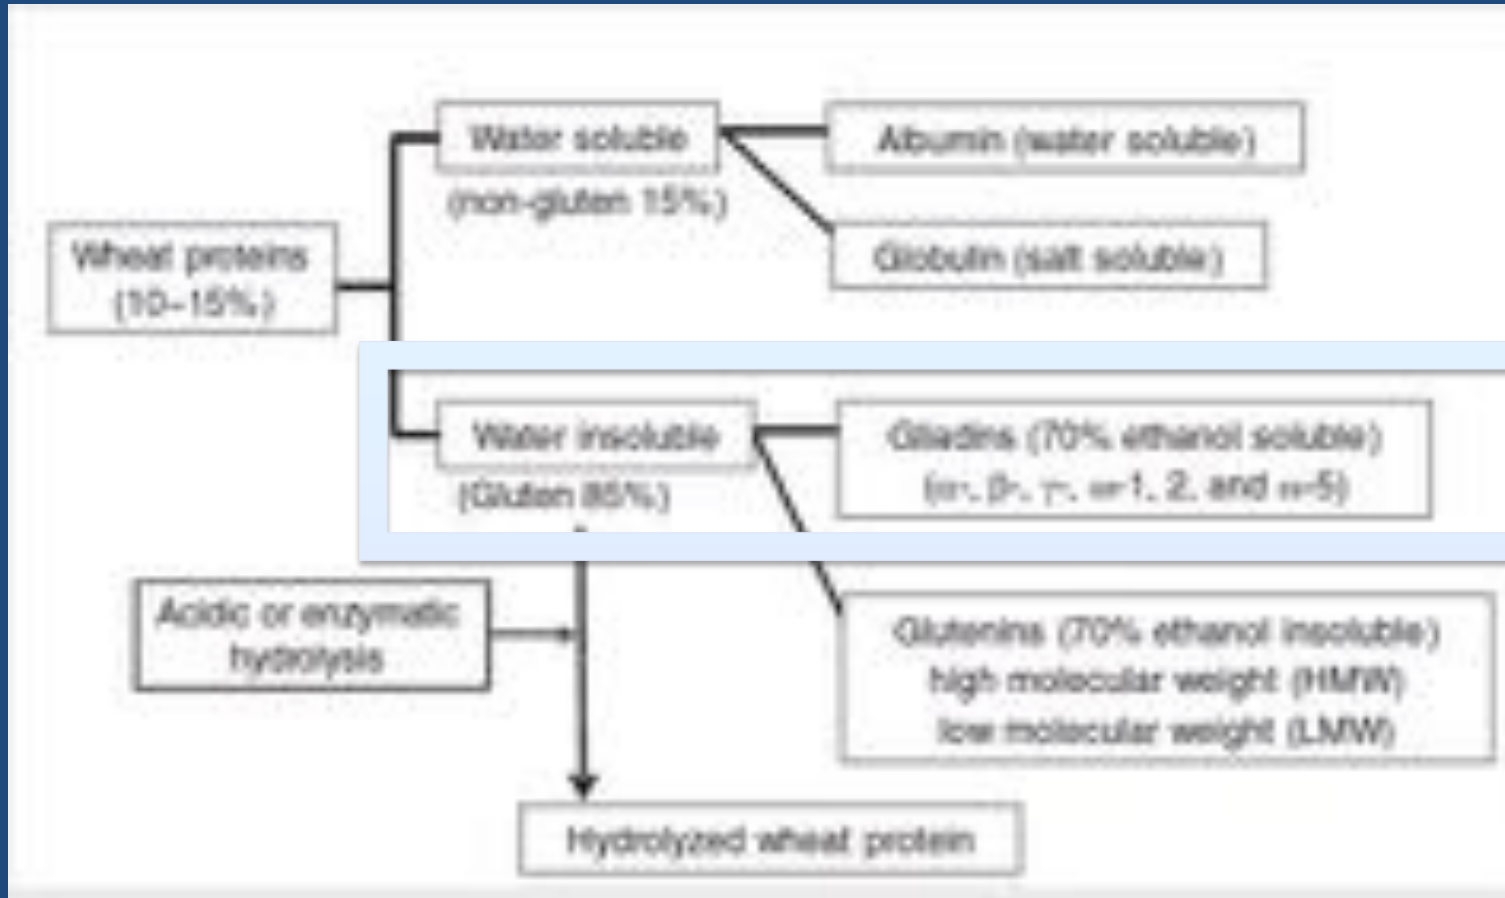 Water soluble
(non-gluten 15%)
Albumin (water soluble)
Globulin (salt soluble)
Wheat proteins
(10–15%)
Water insoluble
(Gluten 85%)
Gliadins (70% ethanol soluble)
(α-, β-, γ-, ω-1, 2, and ω-5)
Acidic or enzymatic
hydrolysis
Glutenins (70% ethanol insoluble)
high molecular weight (HMW)
low molecular weight (LMW)
Hydrolyzed wheat protein